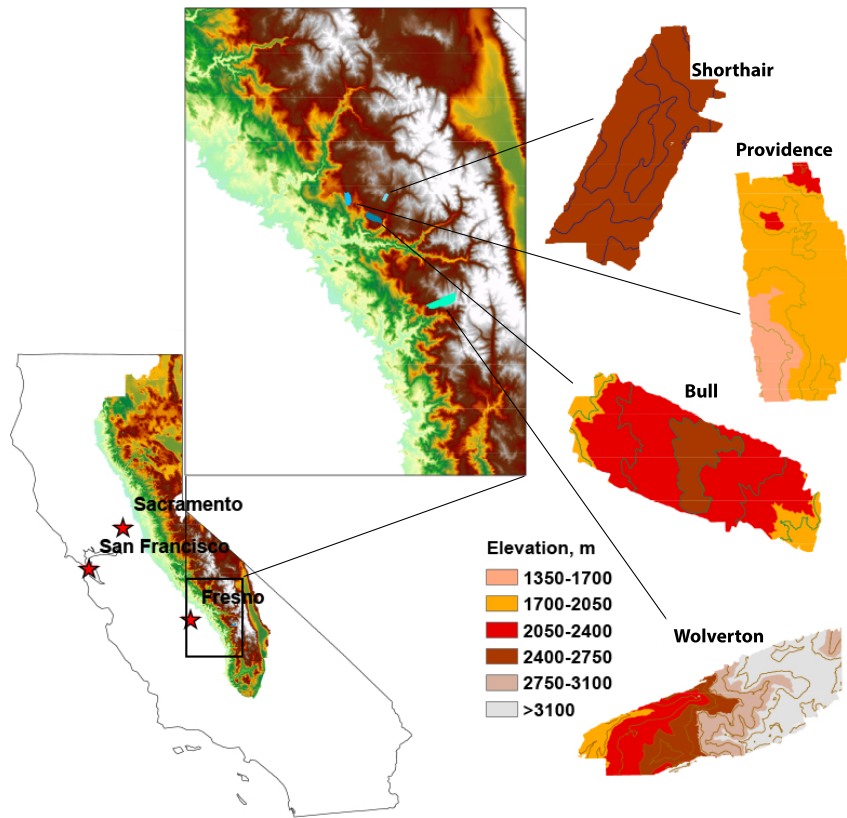 Shorthair
Providence
Bull
Sacramento
San Francisco
Fresno
Elevation, m
1350-1700
1700-2050
2050-2400
2400-2750
2750-3100
>3100
Wolverton